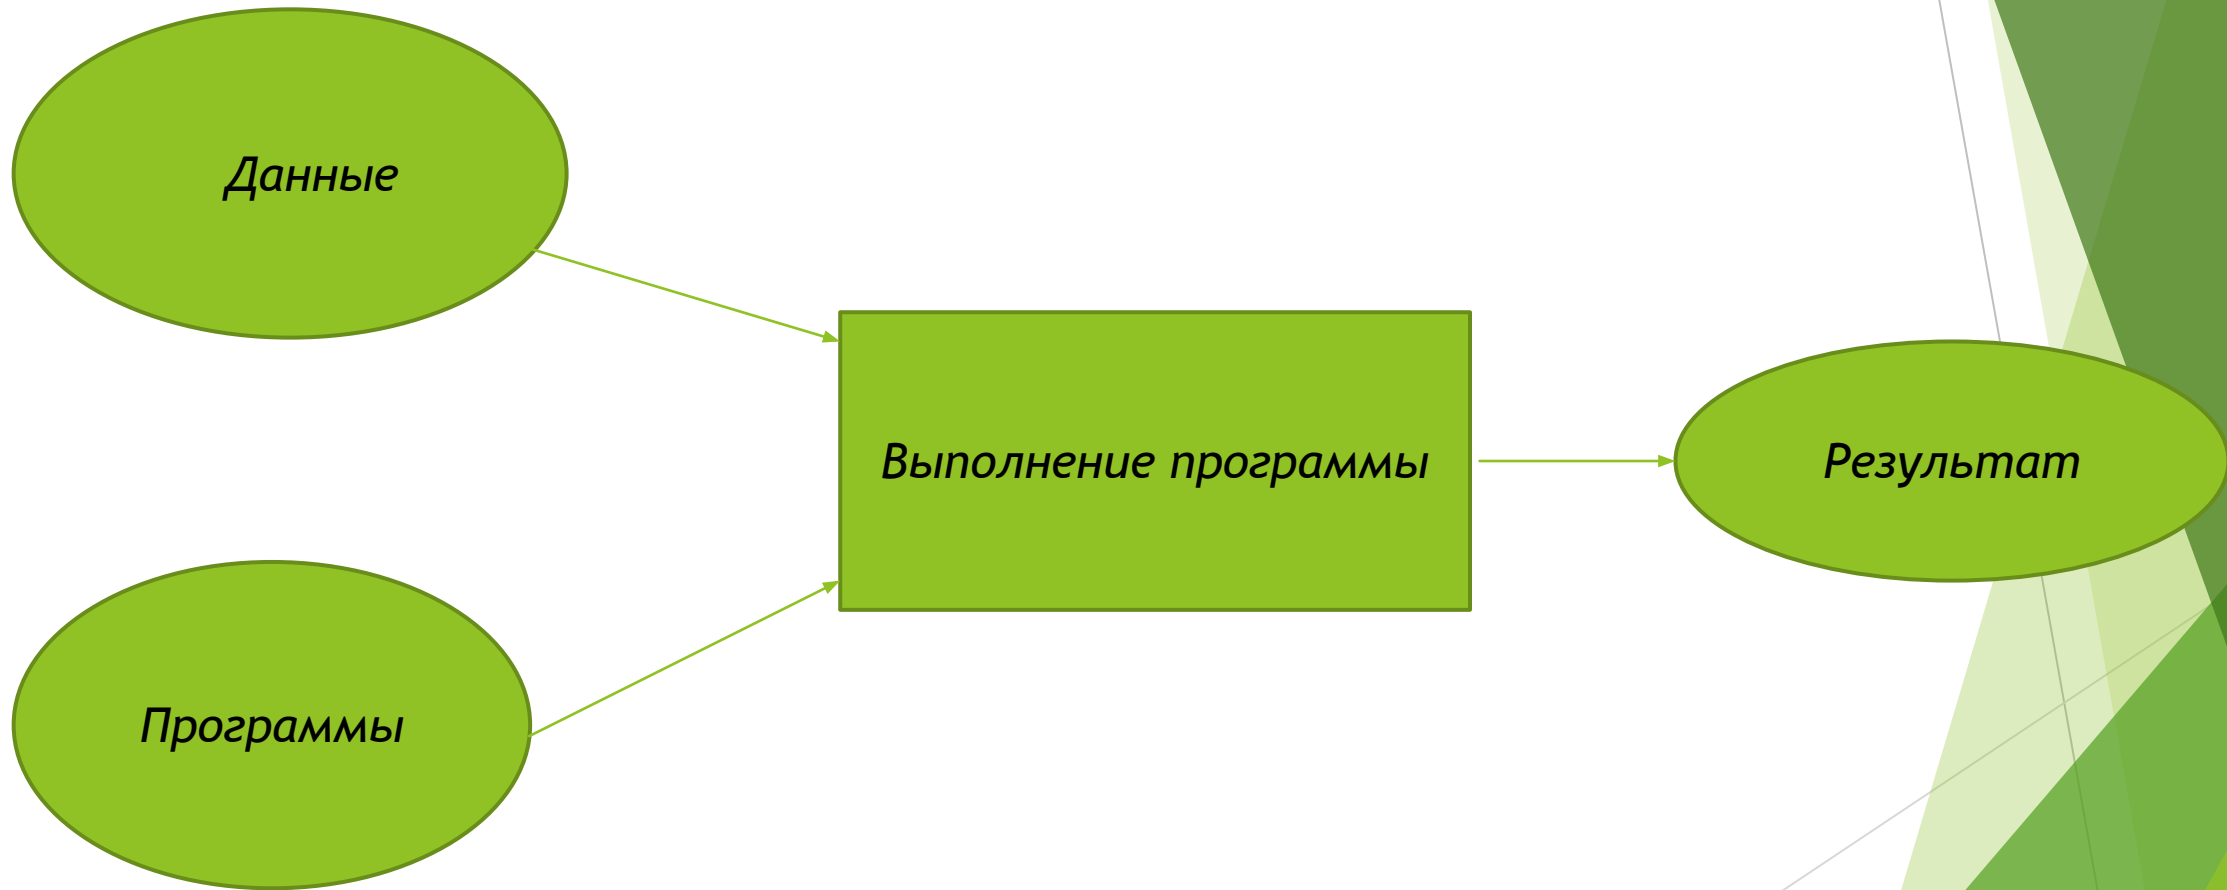 Данные
Выполнение программы
Результат
Программы